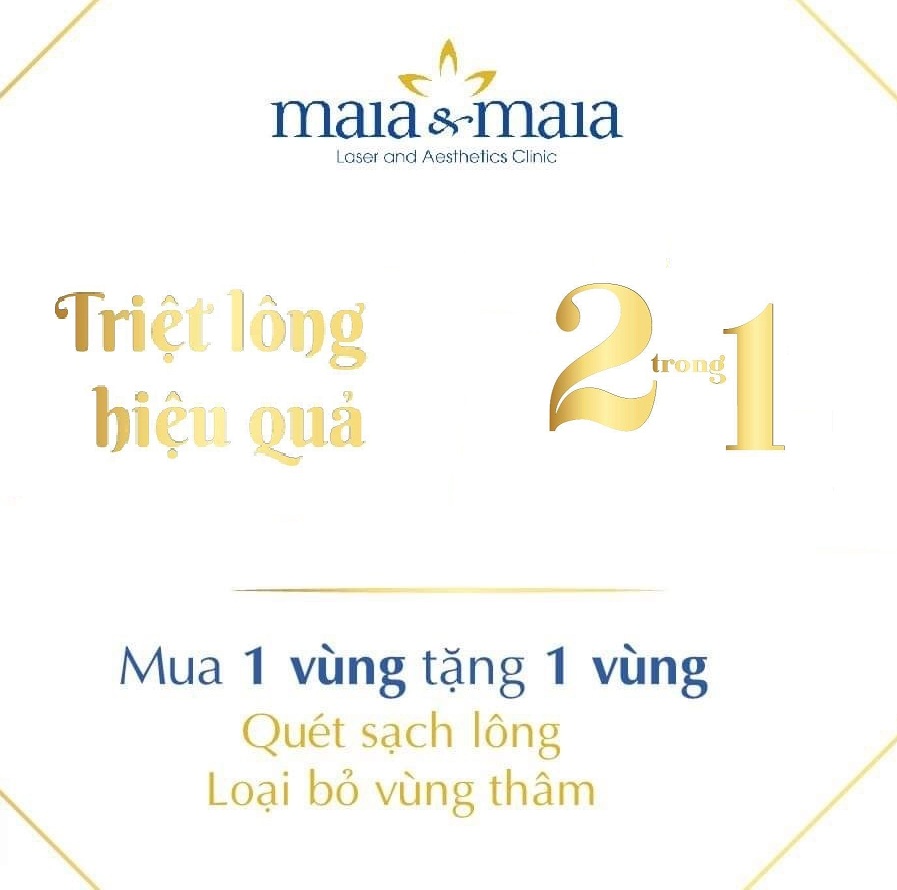 maia & maia
Laser and Aesthetics Clinic
Triệt lông
hiệu quả
2 trong 1
Mua 1 vùng tặng 1 vùng
Quét sạch lông
Loại bỏ vùng thâm